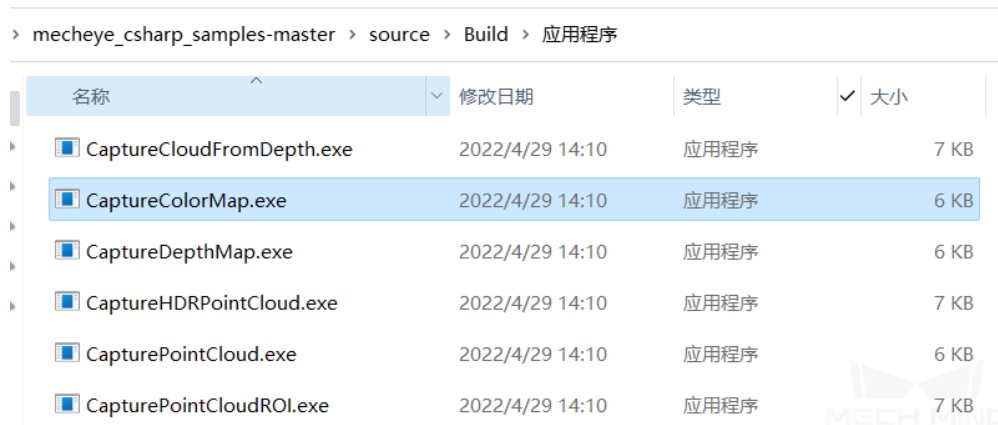 mecheye_csharp_samples-master › source › Build › 应用程序
名称 修改日期 类型 大小
CaptureCloudFromDepth.exe 2022/4/29 14:10 应用程序 7 KB
CaptureColorMap.exe 2022/4/29 14:10 应用程序 6 KB
CaptureDepthMap.exe 2022/4/29 14:10 应用程序 6 KB
CaptureHDRPointCloud.exe 2022/4/29 14:10 应用程序 7 KB
CapturePointCloud.exe 2022/4/29 14:10 应用程序 6 KB
CapturePointCloudROI.exe 2022/4/29 14:10 应用程序 7 KB
MECH MIND